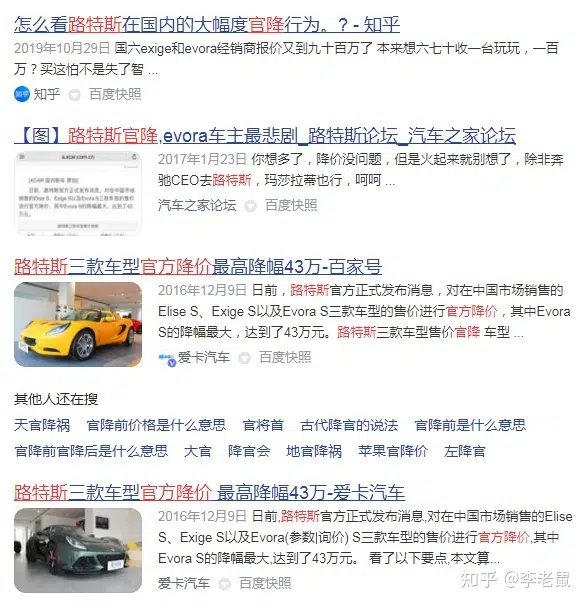 怎么看路特斯在国内的大幅度官降行为。? - 知乎
2019年10月29日 国六exige和evora经销商报价又到九十百万了 本来想六七十收一台玩玩，一百
万？买这怕不是失了智 ...
知乎 百度快照
【图】路特斯官降,evora车主最悲剧_路特斯论坛_汽车之家论坛
2017年1月23日 你想多了，降价没问题，但是火起来就别想了，除非奔
驰CEO去路特斯，玛莎拉蒂也行，呵呵 ...
汽车之家论坛 百度快照
路特斯三款车型官方降价最高降幅43万-百家号
2016年12月9日 日前，路特斯官方正式发布消息，对在中国市场销售的
Elise S、Exige S以及Evora S三款车型的售价进行官方降价，其中Evora
S的降幅最大，达到了43万元。路特斯三款车型售价官降 车型 ...
爱卡汽车 百度快照
其他人还在搜
天官降祸 官降前价格是什么意思 官将首 古代降官的说法 官降前是什么意思
官降前官降后是什么意思 大官 降官会 地官降祸 苹果官降价 左降官
路特斯三款车型官方降价 最高降幅43万-爱卡汽车
2016年12月9日 日前,路特斯官方正式发布消息,对在中国市场销售的Elise
S、Exige S以及Evora(参数|询价) S三款车型的售价进行官方降价,其中
Evora S的降幅最大,达到了43万元。 看了以下要点,本文算...
爱卡汽车 百度快照
知乎 @李老鼠